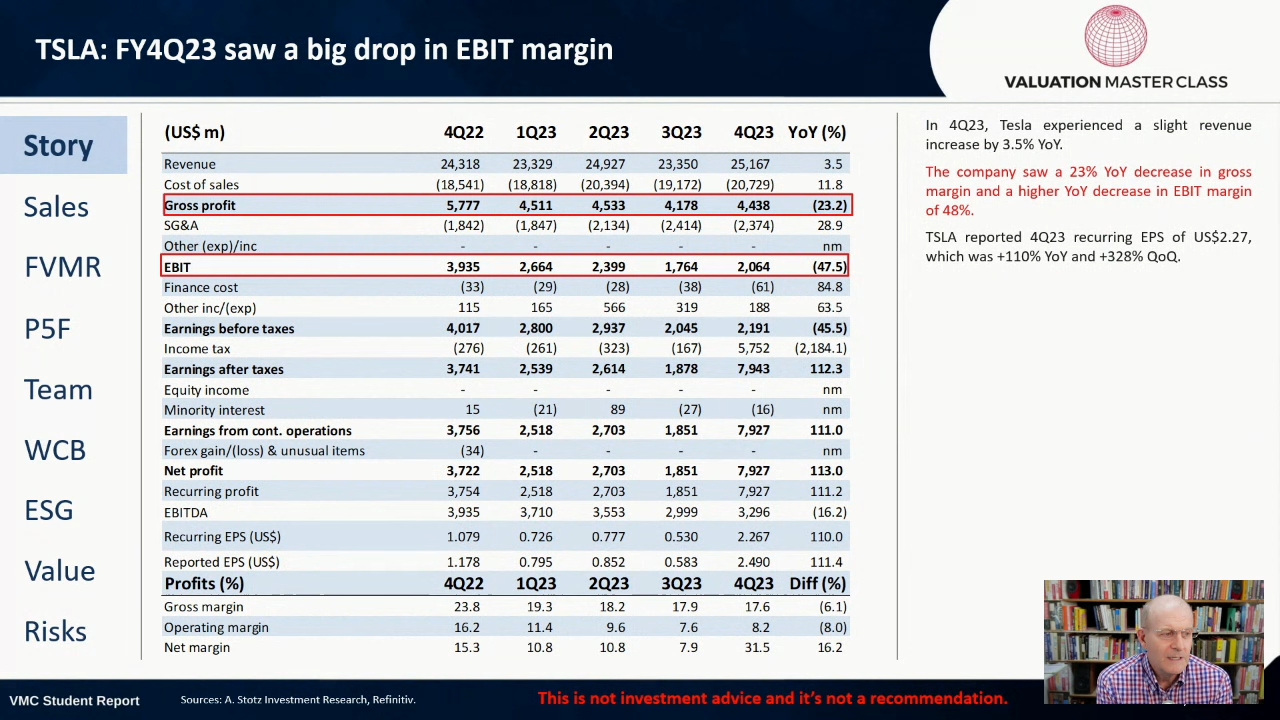 TSLA: FY4Q23 saw a big drop in EBIT margin
VALUATION MASTER CLASS
Story
Sales
FVMR
P5F
Team
WCB
ESG
Value
Risks
(US$ m) 4Q22 1Q23 2Q23 3Q23 4Q23 YoY (%)
Revenue 24,318 23,329 24,927 23,350 25,167 3.5
Cost of sales (18,541) (18,818) (20,394) (19,172) (20,729) 11.8
Gross profit 5,777 4,511 4,533 4,178 4,438 (23.2)
SG&A (1,842) (1,847) (2,134) (2,414) (2,374) 28.9
Other (exp)/inc - - - - - nm
EBIT 3,935 2,664 2,399 1,764 2,064 (47.5)
Finance cost (33) (29) (28) (38) (61) 84.8
Other inc/(exp) 115 165 566 319 188 63.5
Earnings before taxes 4,017 2,800 2,937 2,045 2,191 (45.5)
Income tax (276) (261) (323) (167) 5,752 (2,184.1)
Earnings after taxes 3,741 2,539 2,614 1,878 7,943 112.3
Equity income - - - - - nm
Minority interest 15 (21) 89 (27) (16) nm
Earnings from cont. operations 3,756 2,518 2,703 1,851 7,927 111.0
Forex gain/(loss) & unusual items (34) - - - - nm
Net profit 3,722 2,518 2,703 1,851 7,927 113.0
Recurring profit 3,754 2,518 2,703 1,851 7,927 111.2
EBITDA 3,935 3,710 3,553 2,999 3,296 (16.2)
Recurring EPS (US$) 1.079 0.726 0.777 0.530 2.267 110.0
Reported EPS (US$) 1.178 0.795 0.852 0.583 2.490 111.4
Profits (%) 4Q22 1Q23 2Q23 3Q23 4Q23 Diff (%)
Gross margin 23.8 19.3 18.2 17.9 17.6 (6.1)
Operating margin 16.2 11.4 9.6 7.6 8.2 (8.0)
Net margin 15.3 10.8 10.8 7.9 31.5 16.2
In 4Q23, Tesla experienced a slight revenue
increase by 3.5% YoY.
The company saw a 23% YoY decrease in gross
margin and a higher YoY decrease in EBIT margin
of 48%.
TSLA reported 4Q23 recurring EPS of US$2.27,
which was +110% YoY and +328% QoQ.
VMC Student Report
Sources: A. Stotz Investment Research, Refinitiv.
This is not investment advice and it's not a recommendation.